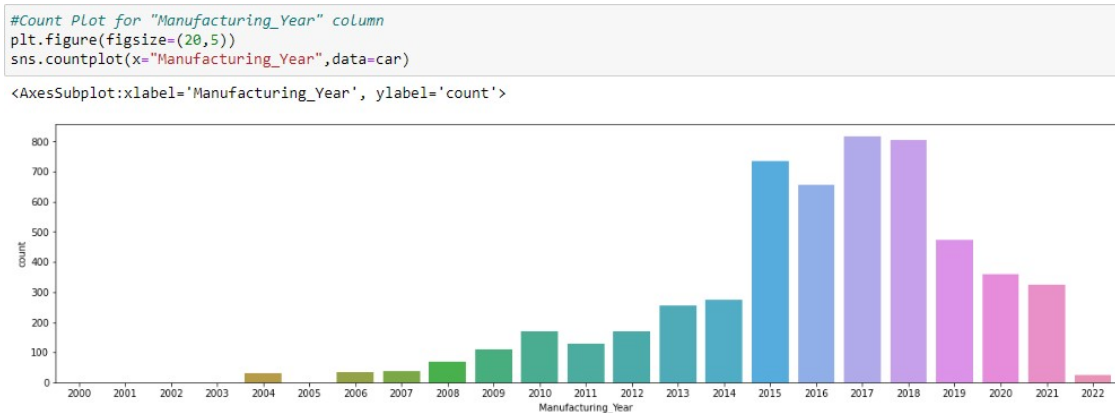 #Count Plot for "Manufacturing_Year" column
plt.figure(figsize=(20,5))
sns.countplot(x="Manufacturing_Year",data=car)
<AxesSubplot:xlabel='Manufacturing_Year', ylabel='count'>
800
700
600
500
400
300
200
100
0
count
2000 2001 2002 2003 2004 2005 2006 2007 2008 2009 2010 2011 2012 2013 2014 2015 2016 2017 2018 2019 2020 2021 2022
Manufacturing_Year